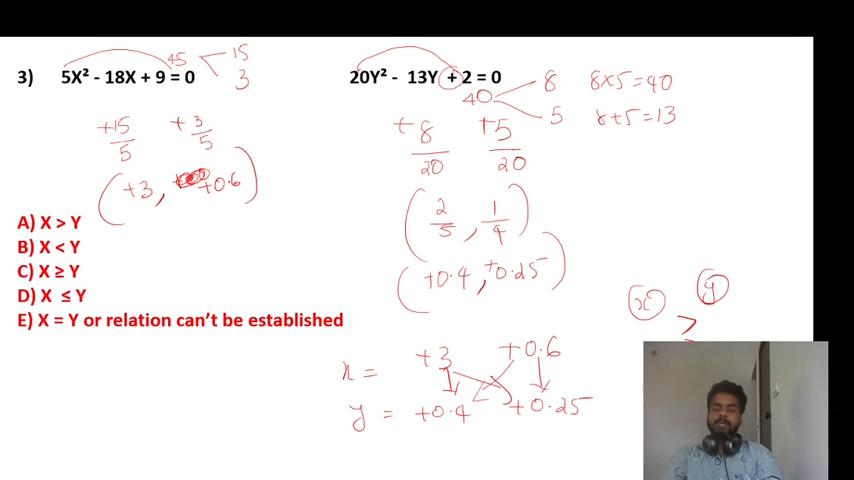 3) 5X² - 18X + 9 = 0
45
15
3
+15/5 +3/5
(+3, +0.6)
20Y² - 13Y + 2 = 0
40
8 8x5=40
5 8+5=13
+8/20 +5/20
(2/5, 1/4)
(+0.4, +0.25)
A) X > Y
B) X < Y
C) X ≥ Y
D) X ≤ Y
E) X = Y or relation can't be established
x y
>
x = +3 +0.6
y = +0.4 +0.25